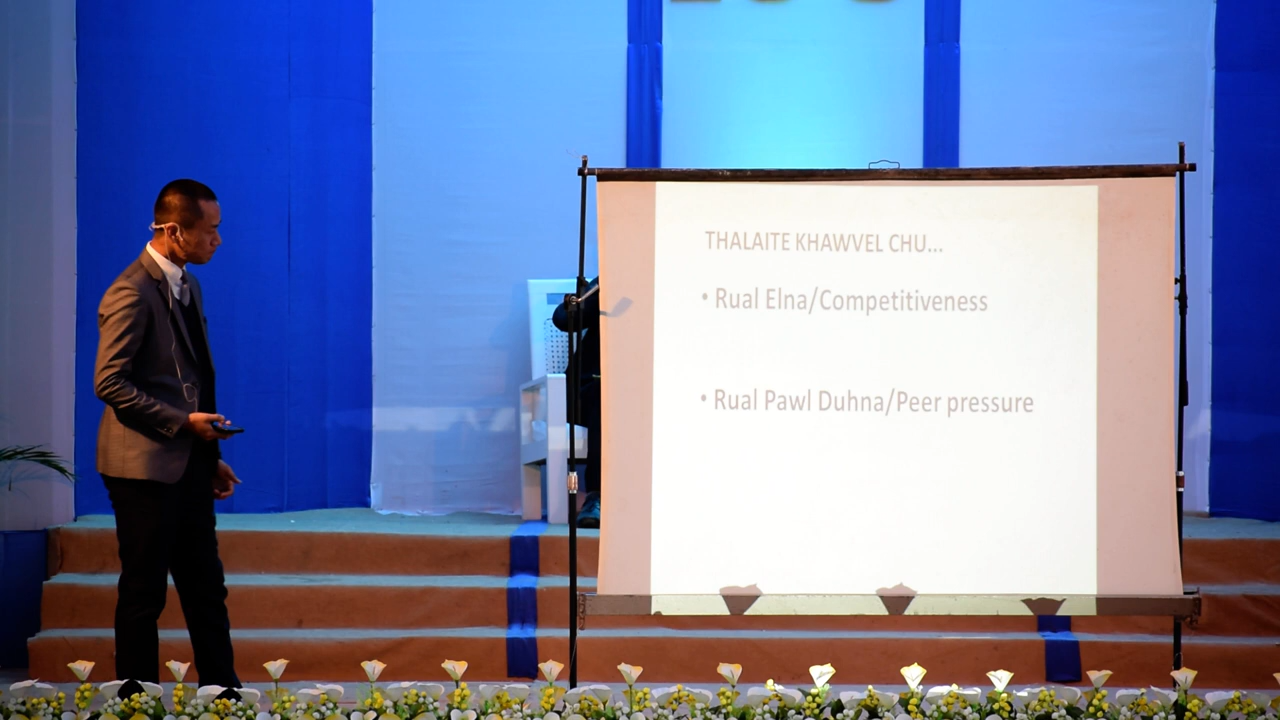 THALAITE KHAWVEL CHU...
• Rual Elna/Competitiveness
• Rual Pawl Duhna/Peer pressure